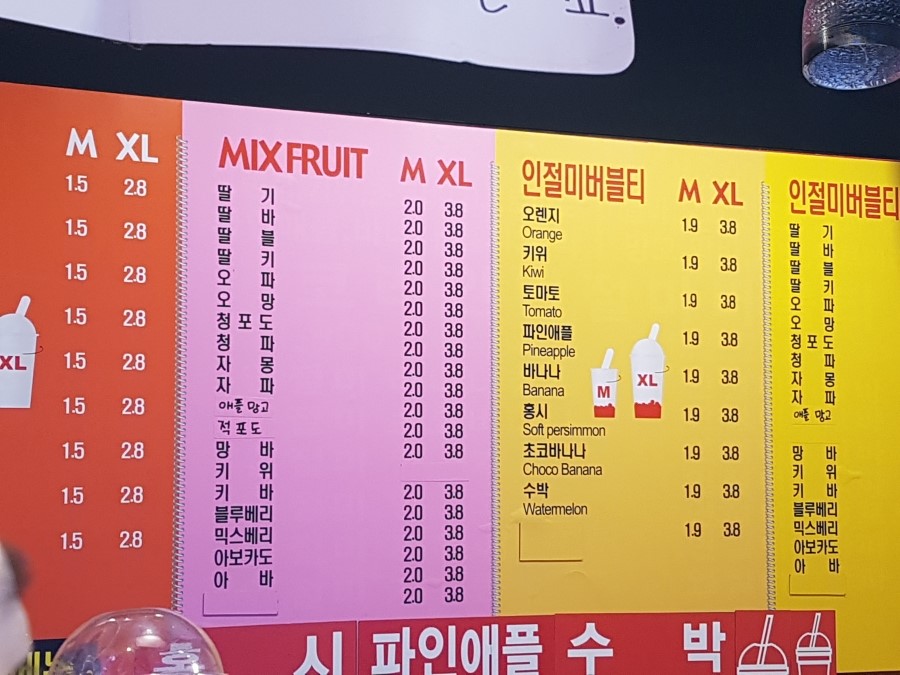 M XL
1.5 2.8
1.5 2.8
1.5 2.8
1.5 2.8
1.5 2.8
1.5 2.8
1.5 2.8
1.5 2.8
1.5 2.8
XL
MIX FRUIT M XL
딸 기 2.0 3.8
딸 바 2.0 3.8
딸 블 2.0 3.8
딸 키 2.0 3.8
오 파 2.0 3.8
오 망 2.0 3.8
청 포 도 2.0 3.8
청 파 2.0 3.8
자 몽 2.0 3.8
자 파 2.0 3.8
애플 망고 2.0 3.8
적 포 도 2.0 3.8
망 바 2.0 3.8
키 위 2.0 3.8
키 바 2.0 3.8
블루베리 2.0 3.8
믹스베리 2.0 3.8
아보카도 2.0 3.8
아 바 2.0 3.8
인절미버블티 M XL
오렌지 1.9 3.8
Orange
키위 1.9 3.8
Kiwi
토마토 1.9 3.8
Tomato
파인애플 1.9 3.8
Pineapple
바나나 1.9 3.8
Banana
홍시 1.9 3.8
Soft persimmon
초코바나나 1.9 3.8
Choco Banana
수박 1.9 3.8
Watermelon
1.9 3.8
M XL
인절미버블티
딸 기
딸 바
딸 블
딸 키
오 파
오 망
청 포 도
청 파
자 몽
자 파
애플 망고
망 바
키 위
키 바
블루베리
믹스베리
아보카도
아 바
홍 시 파인애플 수 박